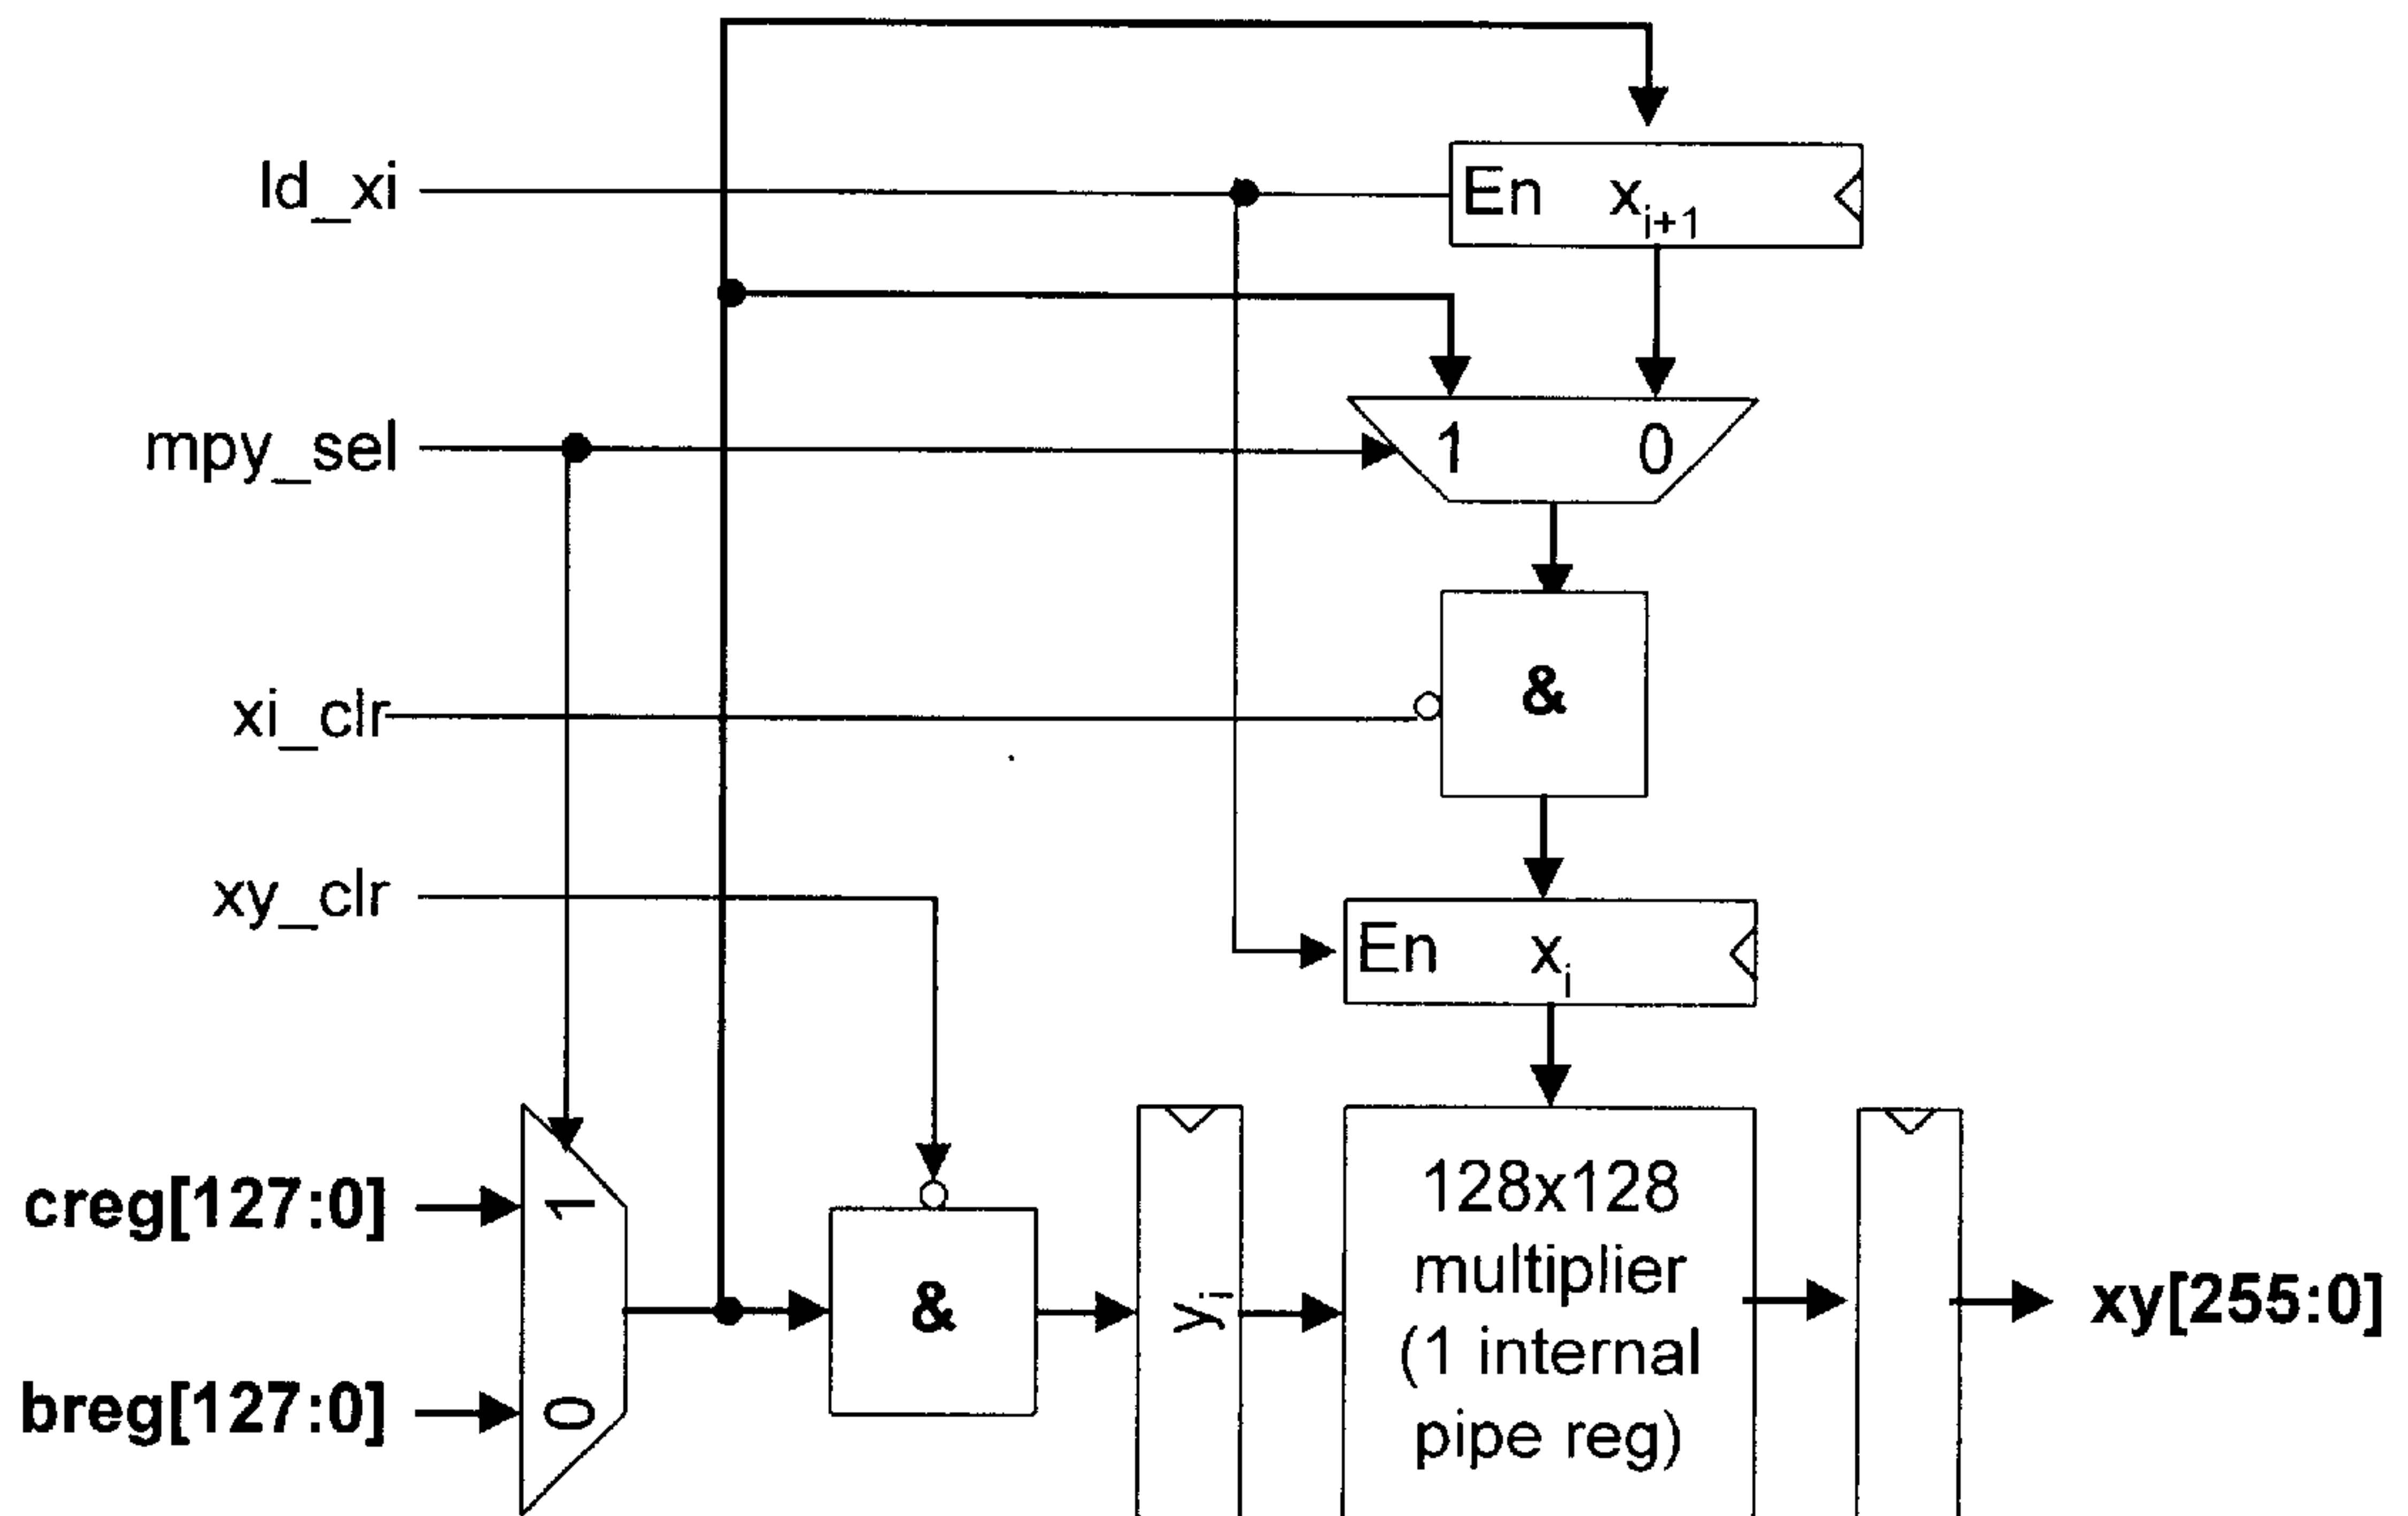 ld_xi
En x_{i+1}
mpy_sel
1 0
xi_clr
&
xy_clr
En x_i
creg[127:0]
1
breg[127:0]
0
&
y_i
128x128
multiplier
(1 internal
pipe reg)
xy[255:0]